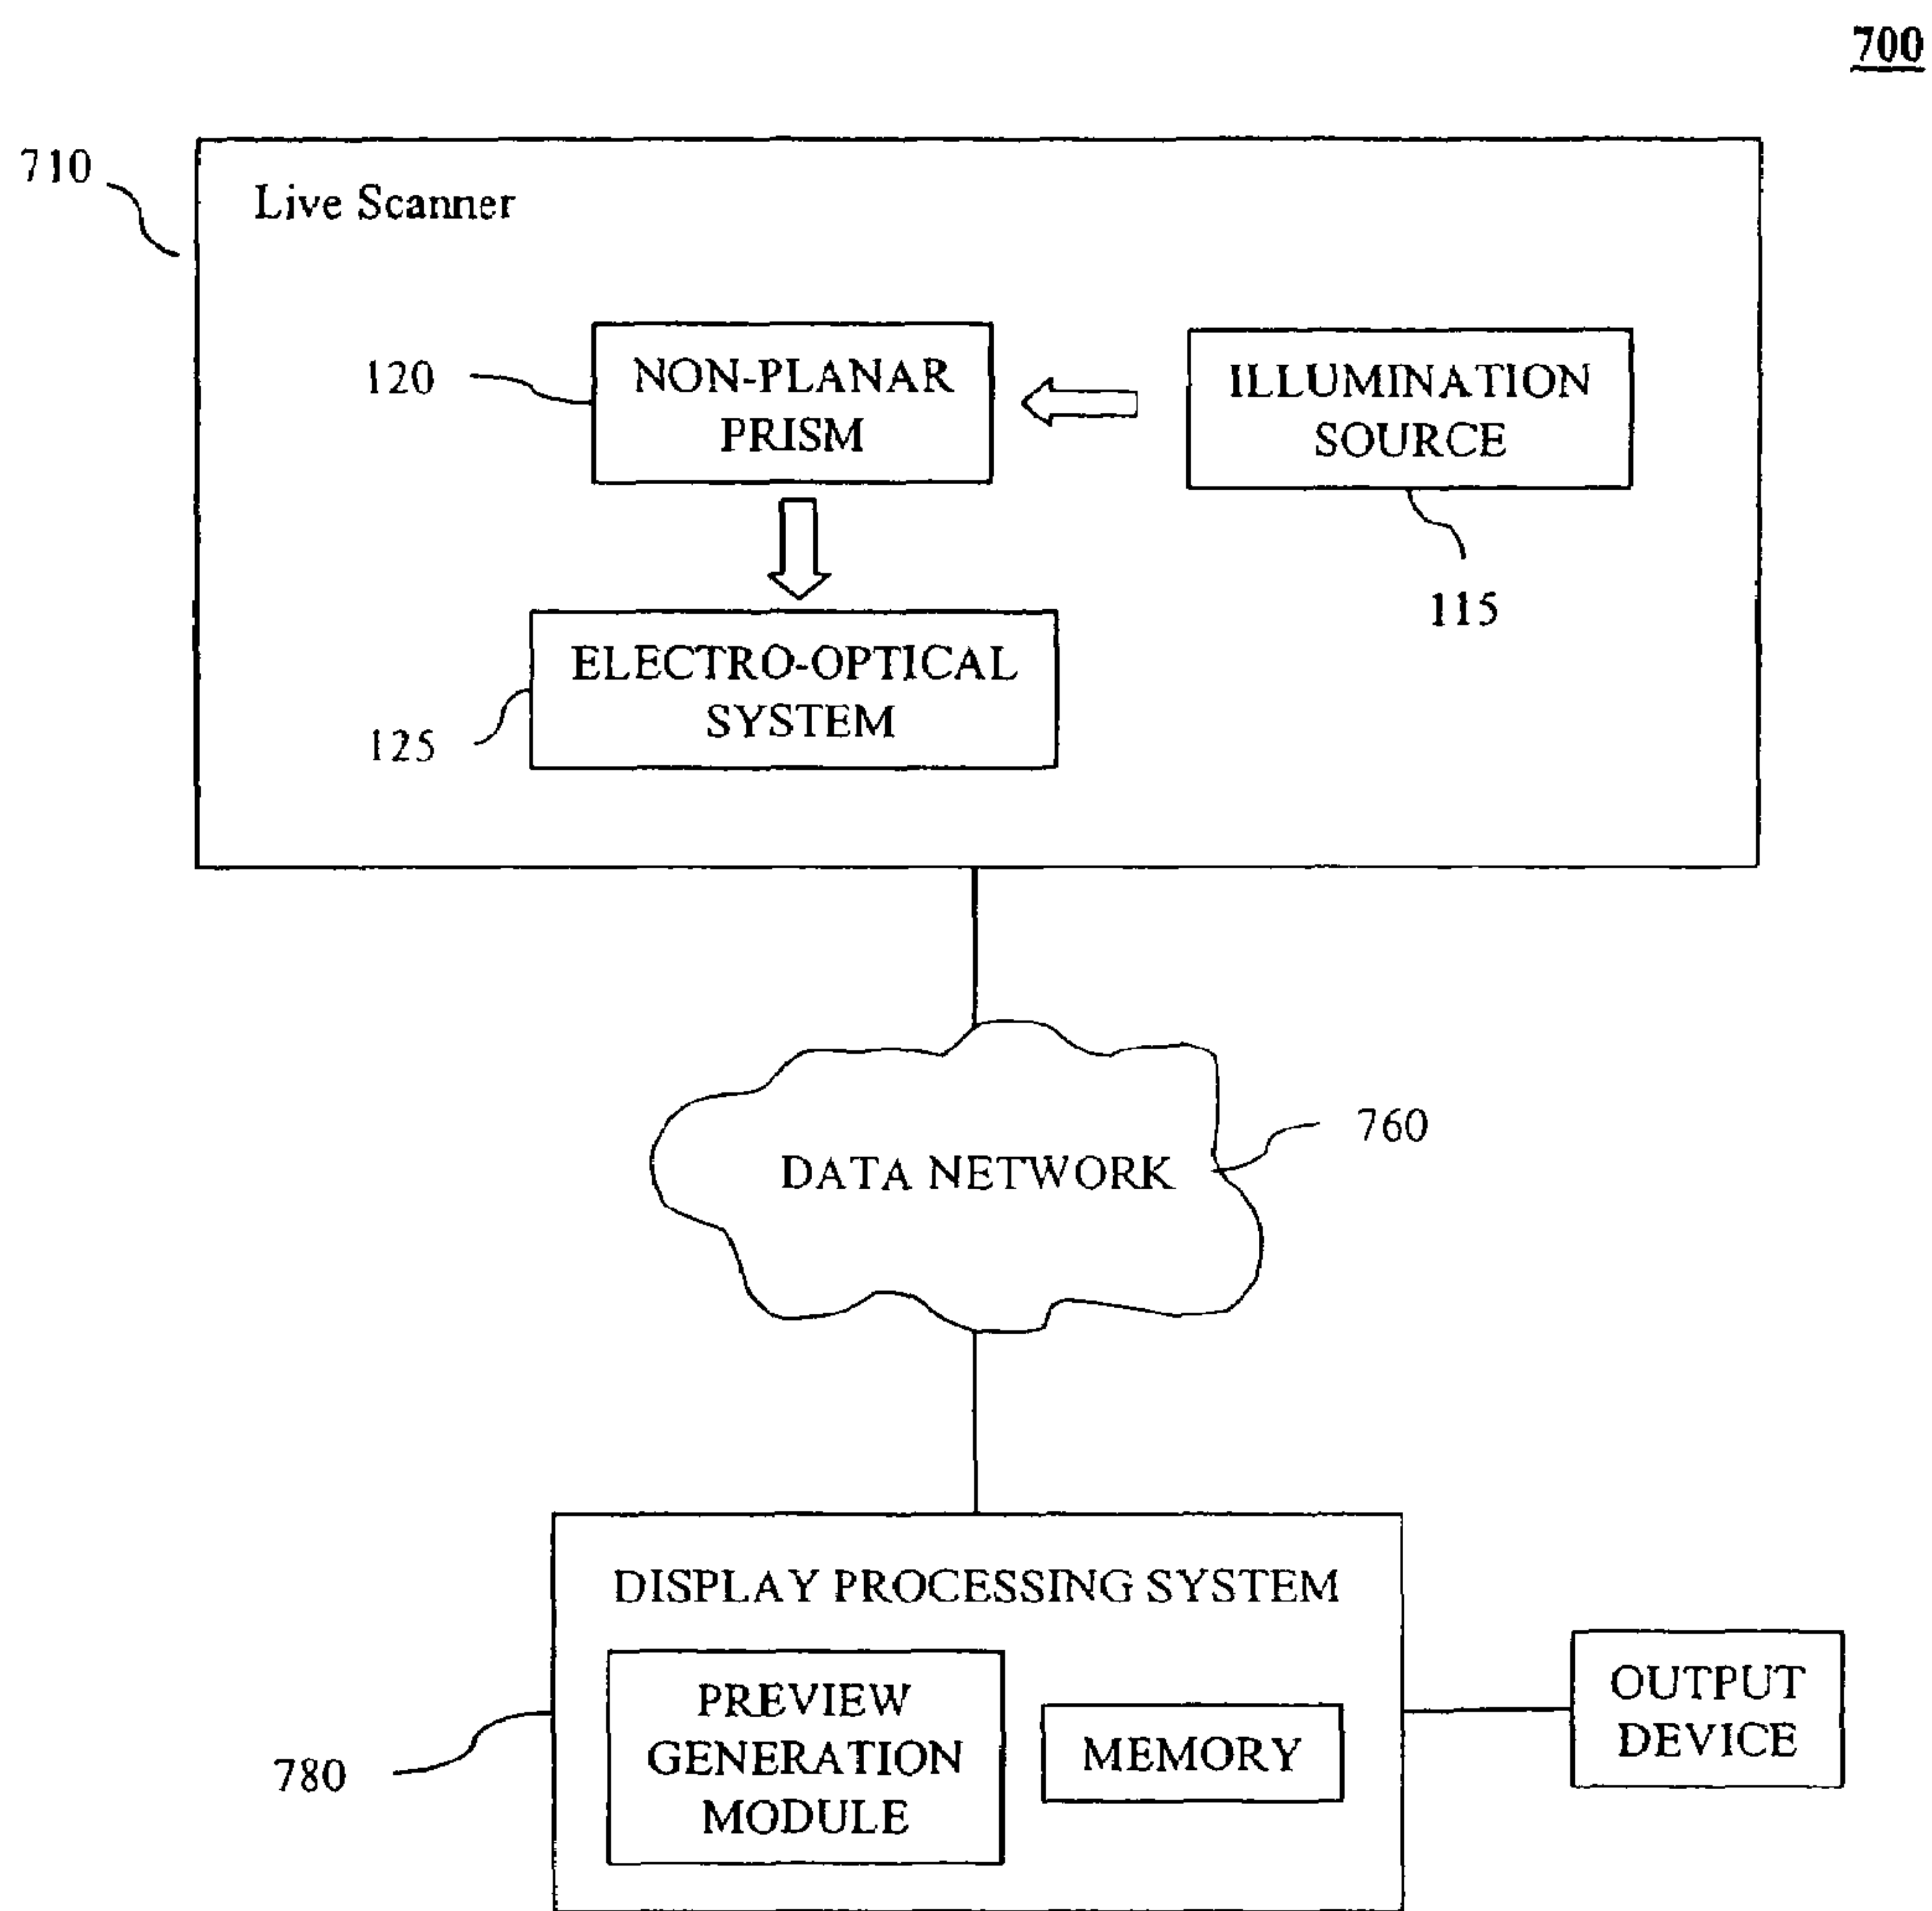 700
710
Live Scanner
120
NON-PLANAR
PRISM
ILLUMINATION
SOURCE
115
ELECTRO-OPTICAL
SYSTEM
125
760
DATA NETWORK
DISPLAY PROCESSING SYSTEM
PREVIEW
GENERATION
MODULE
MEMORY
780
OUTPUT
DEVICE